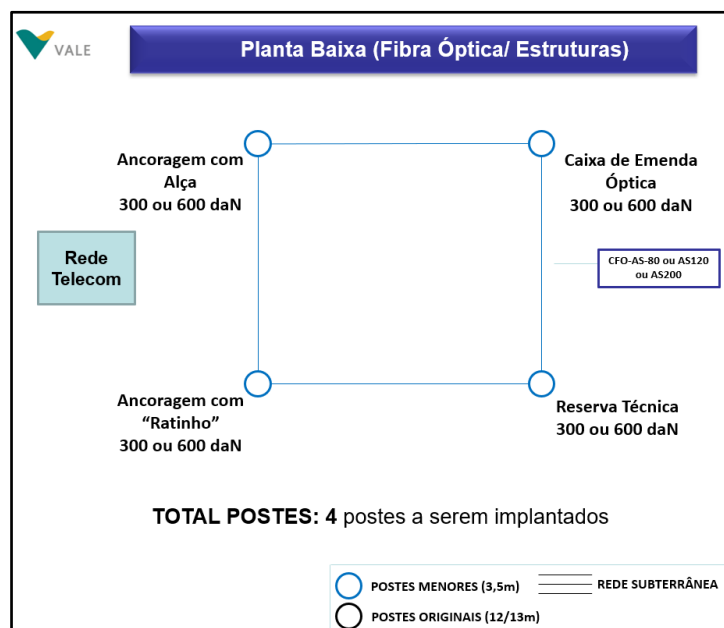 VALE
Planta Baixa (Fibra Óptica/ Estruturas)
Ancoragem com
Alça
300 ou 600 daN
Caixa de Emenda
Óptica
300 ou 600 daN
Rede
Telecom
CFO-AS-80 ou AS120
ou AS200
Ancoragem com
“Ratinho”
300 ou 600 daN
Reserva Técnica
300 ou 600 daN
TOTAL POSTES: 4 postes a serem implantados
POSTES MENORES (3,5m)
REDE SUBTERRÂNEA
POSTES ORIGINAIS (12/13m)